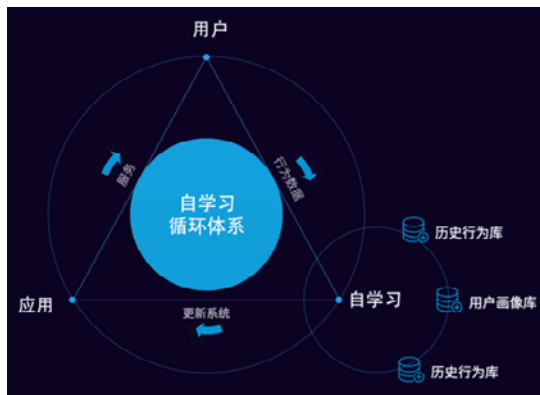 用户
服务
行为数据
自学习
循环体系
历史行为库
应用
更新系统
自学习
用户画像库
历史行为库